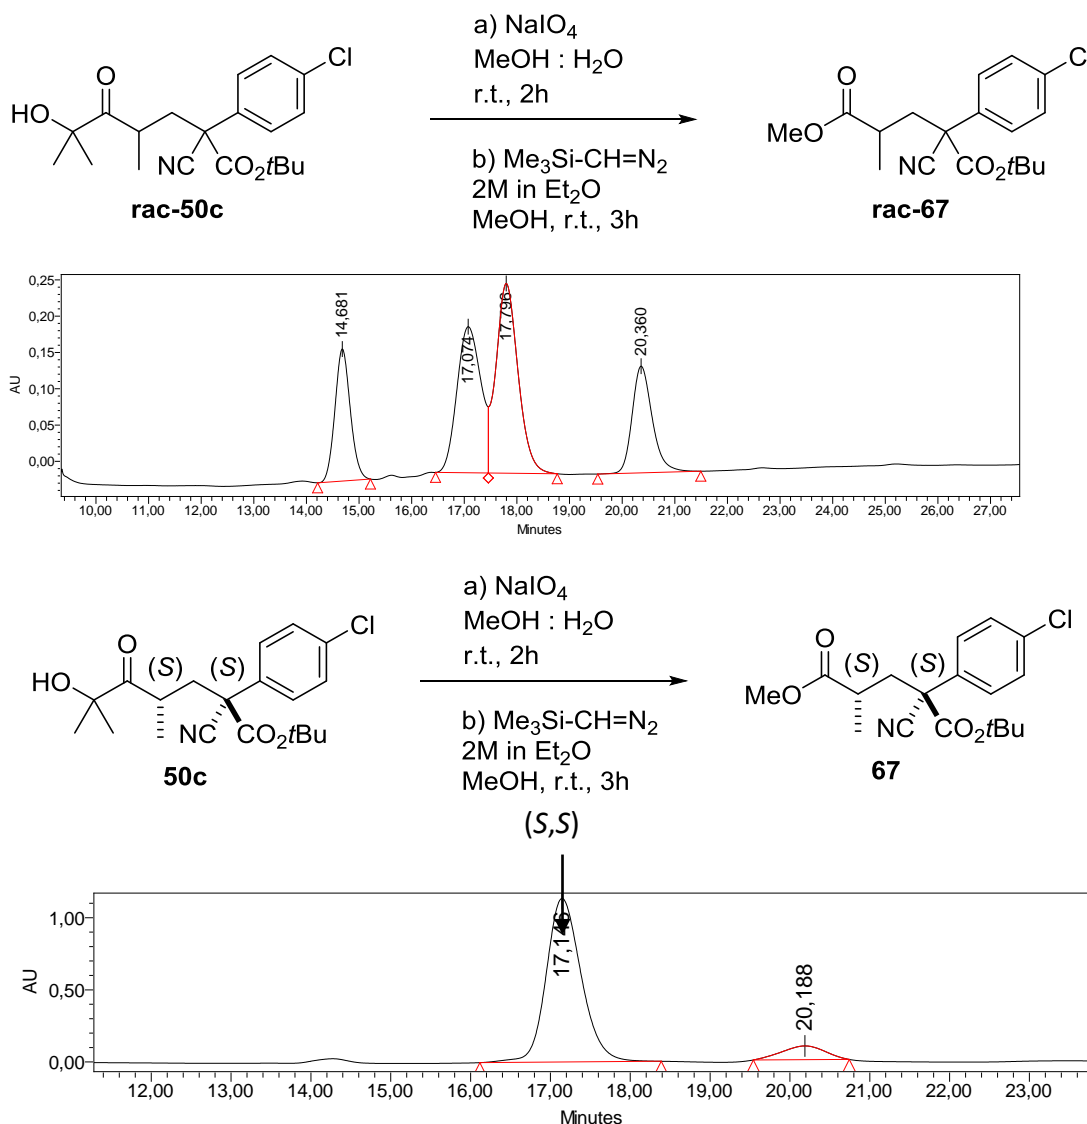 a) NaIO4
MeOH : H2O
r.t., 2h
b) Me3Si-CH=N2
2M in Et2O
MeOH, r.t., 3h
HO
O
Cl
NC
CO2tBu
rac-50c
O
MeO
C
NC
CO2tBu
rac-67
0,25
0,20
0,15
0,10
0,05
0,00
AU
14,681
17,074
17,796
20,360
10,00 11,00 12,00 13,00 14,00 15,00 16,00 17,00 18,00 19,00 20,00 21,00 22,00 23,00 24,00 25,00 26,00 27,00
Minutes
a) NaIO4
MeOH : H2O
r.t., 2h
b) Me3Si-CH=N2
2M in Et2O
MeOH, r.t., 3h
HO
O
(S) (S)
Cl
NC
CO2tBu
50c
O
MeO
(S) (S)
Cl
NC
CO2tBu
67
(S,S)
1,00
0,50
0,00
AU
17,146
20,188
12,00 13,00 14,00 15,00 16,00 17,00 18,00 19,00 20,00 21,00 22,00 23,00
Minutes